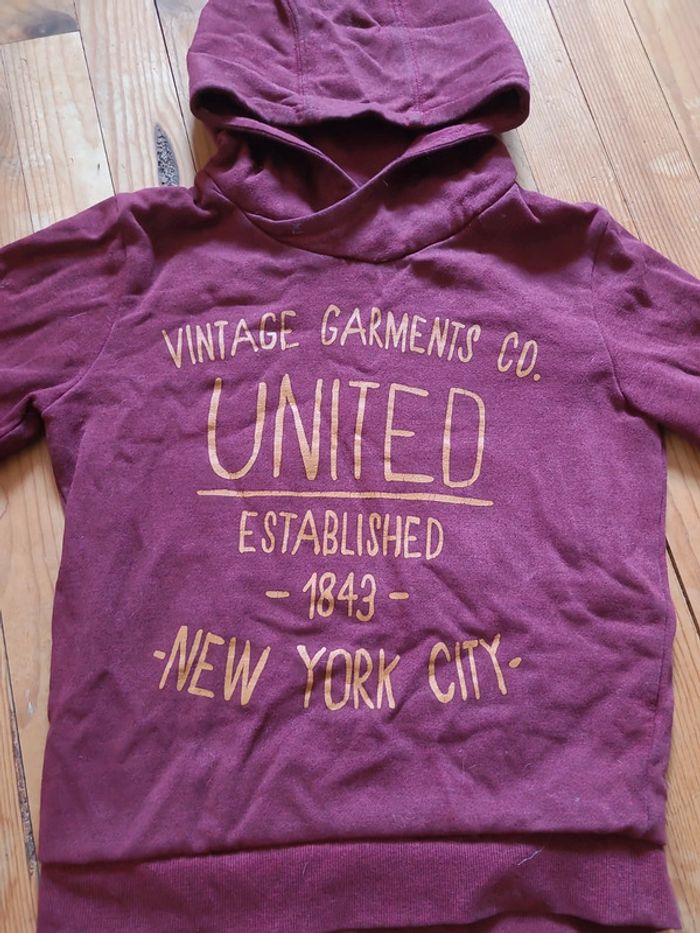 VINTAGE GARMENTS CO.
UNITED
ESTABLISHED
- 1843 -
-NEW YORK CITY-